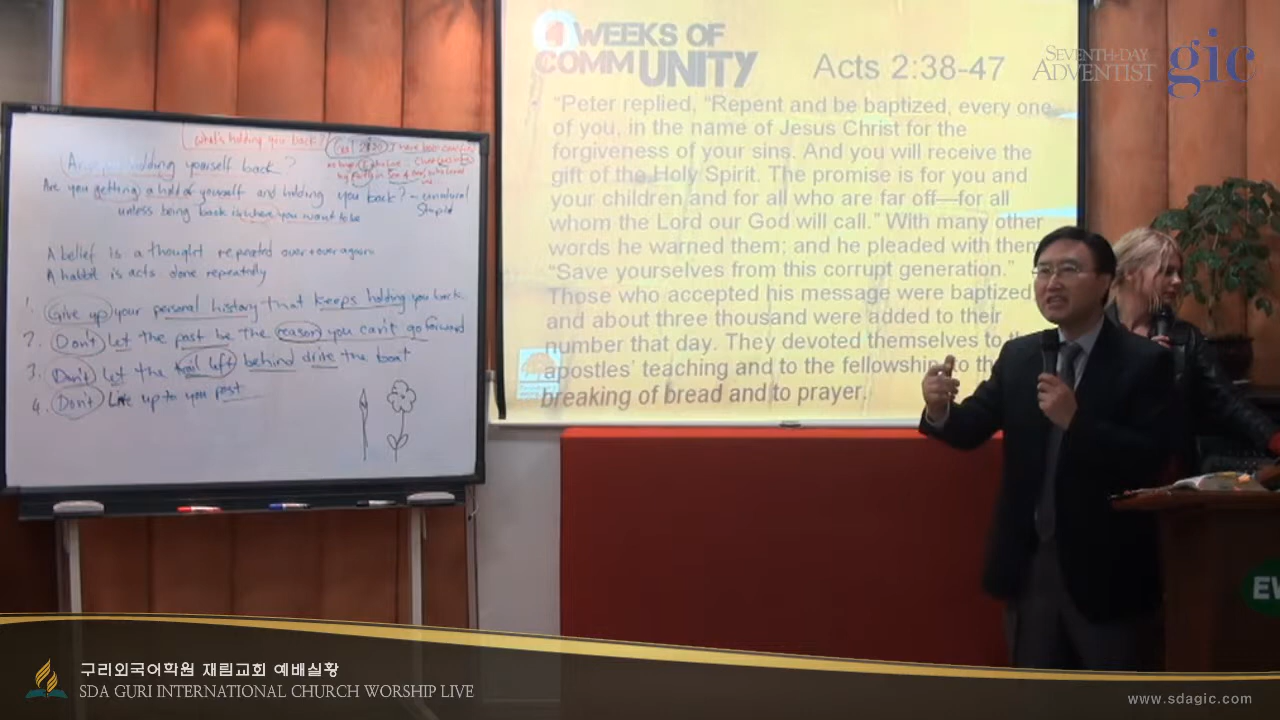 What's holding you back?
Gal 2:20 I have been crucified
Are you holding yourself back?
Are you getting a hold of yourself and holding you back? - unnatural
Stupid
unless being back is where you want to be
A belief is a thought repeated over + over again
A habbit is acts done repeatedly
1. Give up your personal history that keeps holding you back.
2. Don't let the past be the reason you can't go forward
3. Don't let the trail left behind drive the boat
4. Don't Live up to you past
WEEKS OF
COMMUNITY
Acts 2:38-47
"Peter replied, "Repent and be baptized, every one
of you, in the name of Jesus Christ for the
forgiveness of your sins. And you will receive the
gift of the Holy Spirit. The promise is for you and
your children and for all who are far off—for all
whom the Lord our God will call." With many other
words he warned them; and he pleaded with them
"Save yourselves from this corrupt generation."
Those who accepted his message were baptized,
and about three thousand were added to their
number that day. They devoted themselves to
apostles' teaching and to the fellowship, to
breaking of bread and to prayer.
SEVENTH-DAY
ADVENTIST
gic
EW
구리외국어학원 재림교회 예배실황
SDA GURI INTERNATIONAL CHURCH WORSHIP LIVE
www.sdagic.com